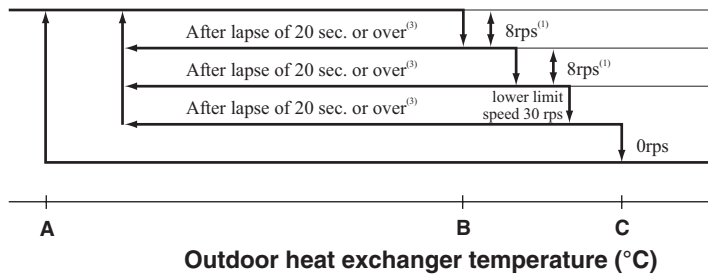 After lapse of 20 sec. or over(3)
8rps(1)
After lapse of 20 sec. or over(3)
8rps(1)
After lapse of 20 sec. or over(3)
lower limit
speed 30 rps
0rps
A
B
C
Outdoor heat exchanger temperature (°C)